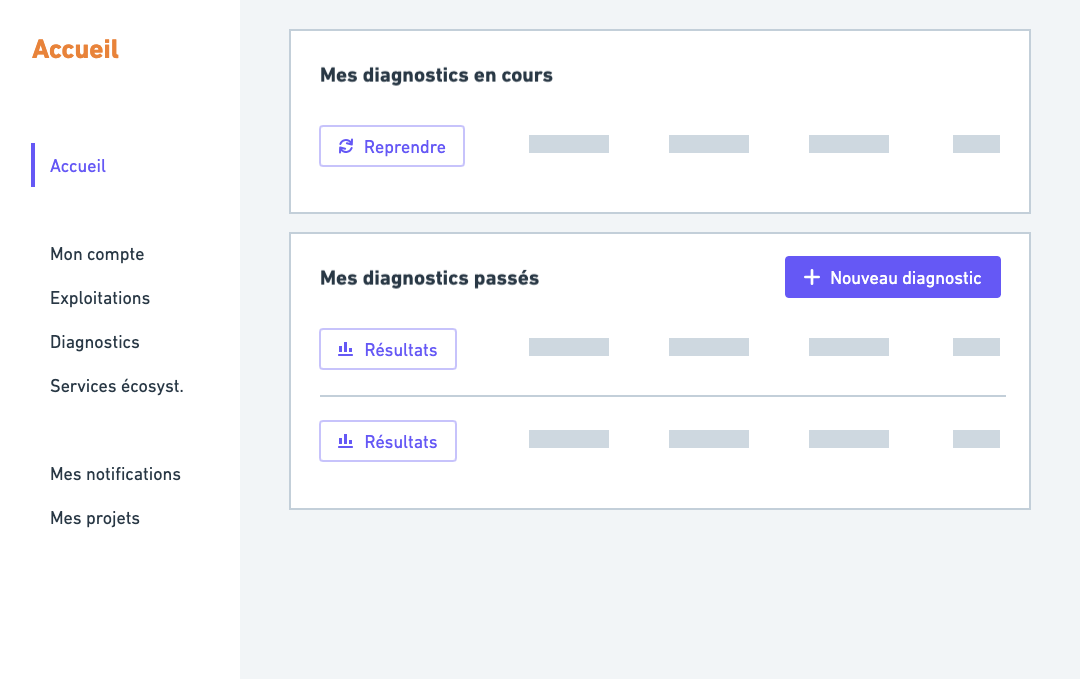 Accueil
Accueil
Mon compte
Exploitations
Diagnostics
Services écosyst.
Mes notifications
Mes projets
Mes diagnostics en cours
Reprendre
Mes diagnostics passés
Nouveau diagnostic
Résultats
Résultats